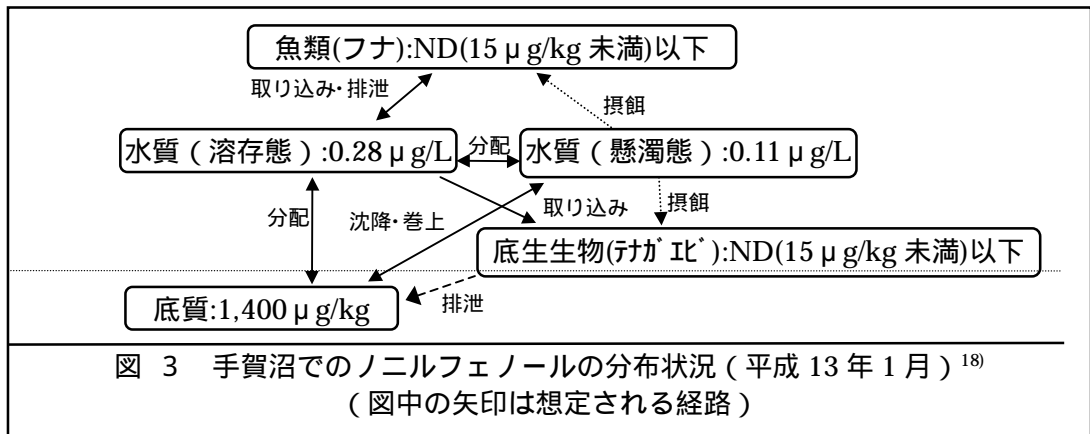 魚類(フナ):ND(15μg/kg 未満)以下
取り込み・排泄
摂餌
水質(溶存態):0.28μg/L
分配
水質(懸濁態):0.11μg/L
分配
沈降・巻上
取り込み
摂餌
底生生物(ﾃﾅｶﾞｴﾋﾞ):ND(15μg/kg 未満)以下
底質:1,400μg/kg
排泄
図 3 手賀沼でのノニルフェノールの分布状況(平成 13 年 1 月)18)
(図中の矢印は想定される経路)